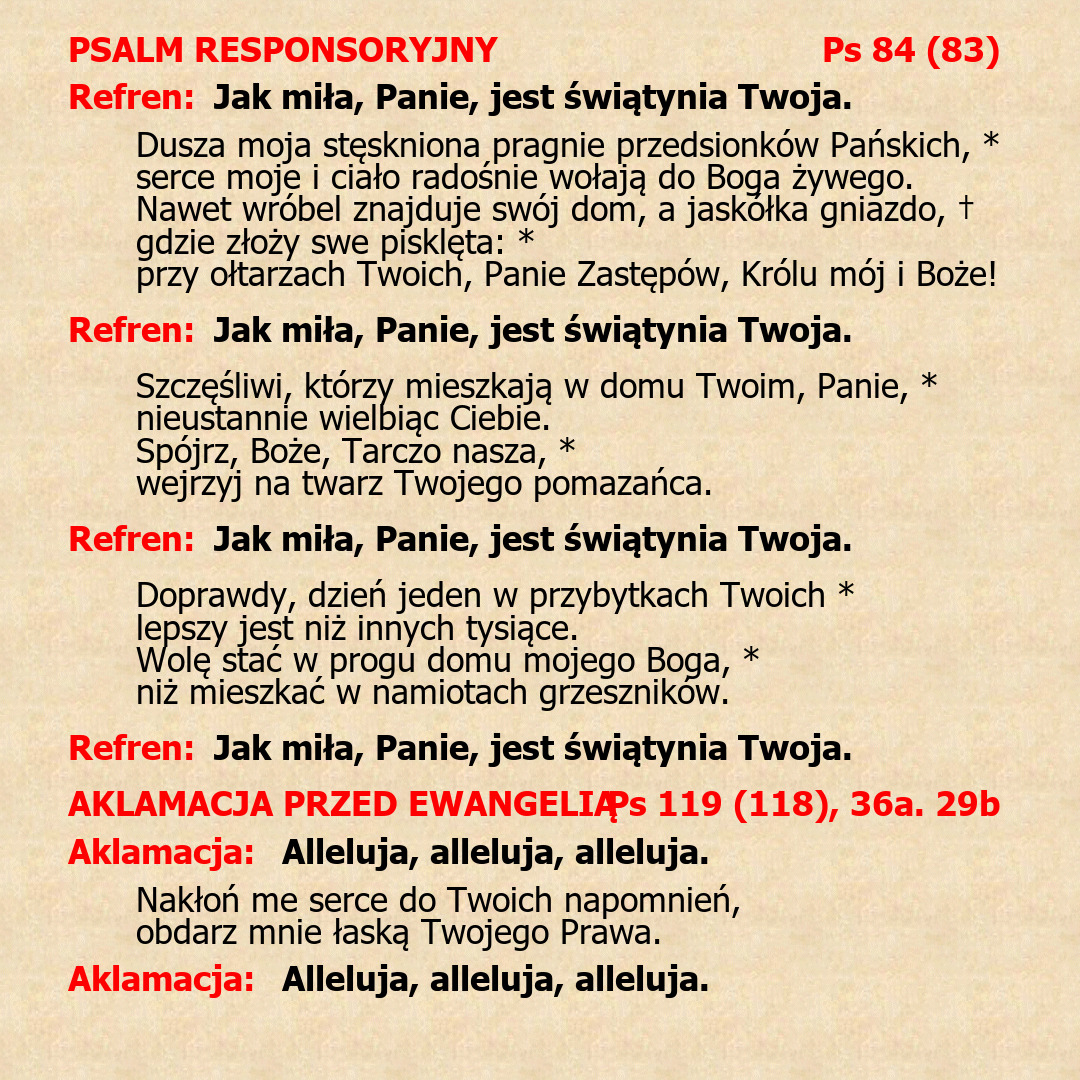 PSALM RESPONSORYJNY Ps 84 (83)
Refren: Jak miła, Panie, jest świątynia Twoja.
Dusza moja stęskniona pragnie przedsionków Pańskich, *
serce moje i ciało radośnie wołają do Boga żywego.
Nawet wróbel znajduje swój dom, a jaskółka gniazdo, †
gdzie złoży swe pisklęta: *
przy ołtarzach Twoich, Panie Zastępów, Królu mój i Boże!
Refren: Jak miła, Panie, jest świątynia Twoja.
Szczęśliwi, którzy mieszkają w domu Twoim, Panie, *
nieustannie wielbiąc Ciebie.
Spójrz, Boże, Tarczo nasza, *
wejrzyj na twarz Twojego pomazańca.
Refren: Jak miła, Panie, jest świątynia Twoja.
Doprawdy, dzień jeden w przybytkach Twoich *
lepszy jest niż innych tysiące.
Wolę stać w progu domu mojego Boga, *
niż mieszkać w namiotach grzeszników.
Refren: Jak miła, Panie, jest świątynia Twoja.
AKLAMACJA PRZED EWANGELIĄ Ps 119 (118), 36a. 29b
Aklamacja: Alleluja, alleluja, alleluja.
Nakłoń me serce do Twoich napomnień,
obdarz mnie łaską Twojego Prawa.
Aklamacja: Alleluja, alleluja, alleluja.